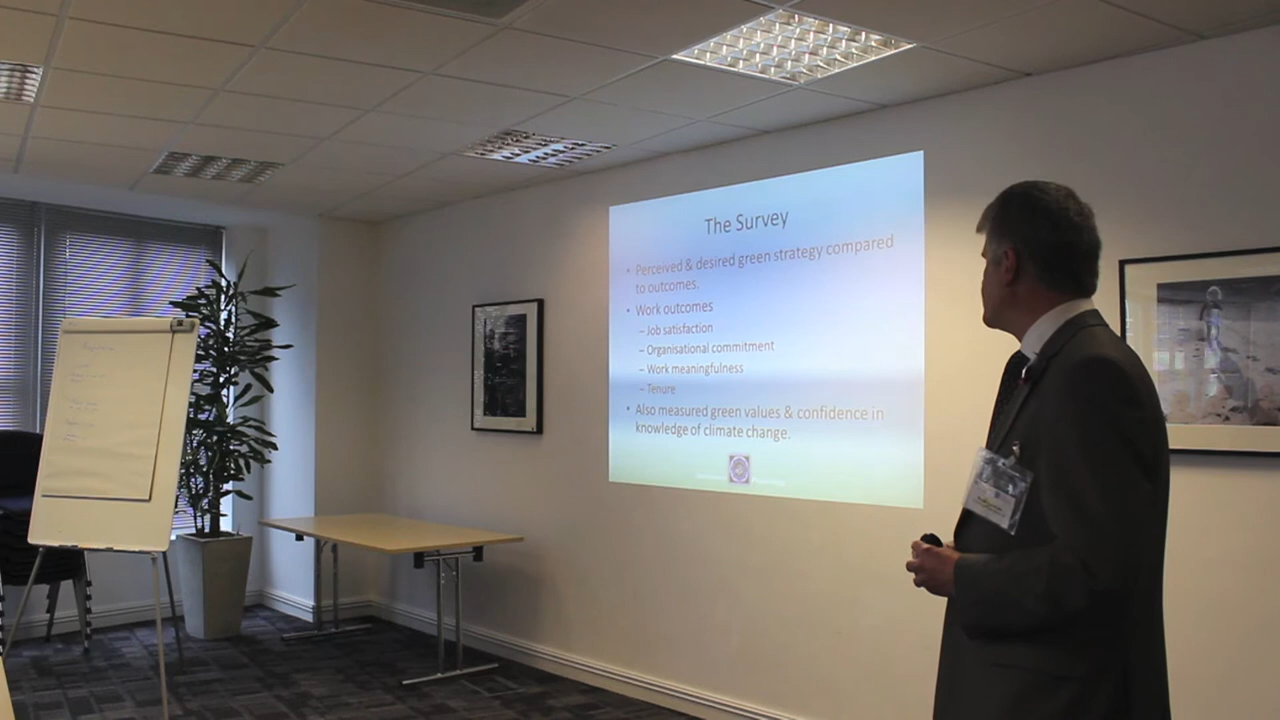 The Survey
• Perceived & desired green strategy compared
to outcomes.
• Work outcomes
– Job satisfaction
– Organisational commitment
– Work meaningfulness
– Tenure
• Also measured green values & confidence in
knowledge of climate change.